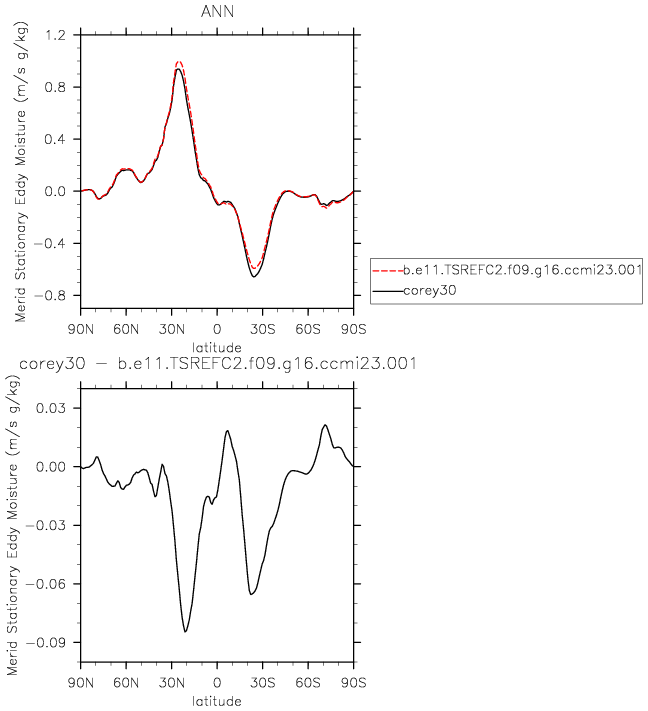 ANN
Merid Stationary Eddy Moisture (m/s g/kg)
1.2
0.8
0.4
0.0
−0.4
−0.8
90N 60N 30N 0 30S 60S 90S
latitude
b.e11.TSREFC2.f09.g16.ccmi23.001
corey30
corey30 − b.e11.TSREFC2.f09.g16.ccmi23.001
Merid Stationary Eddy Moisture (m/s g/kg)
0.03
0.00
−0.03
−0.06
−0.09
90N 60N 30N 0 30S 60S 90S
latitude